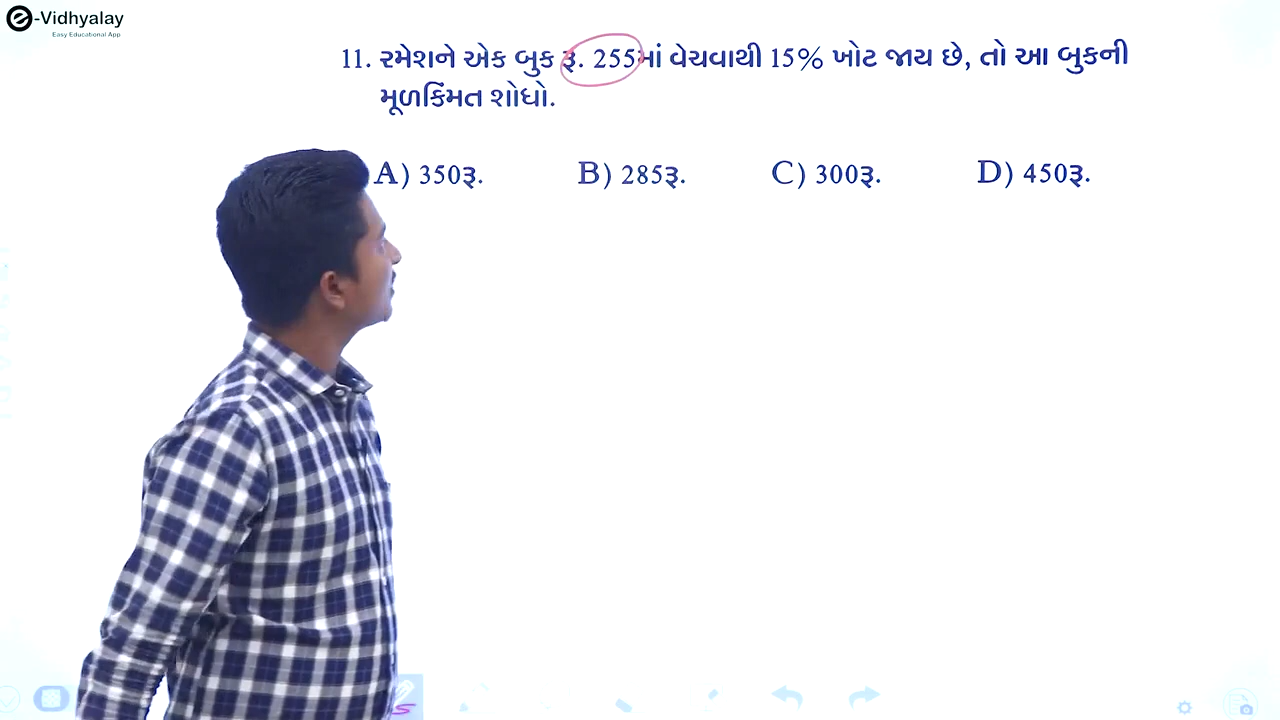 e-Vidhyalay
Easy Educational App
11. રમેશને એક બુક રૂ. 255માં વેચવાથી 15% ખોટ જાય છે, તો આ બુકની
મૂળકિંમત શોધો.
A) 350રૂ. B) 285રૂ. C) 300રૂ. D) 450રૂ.